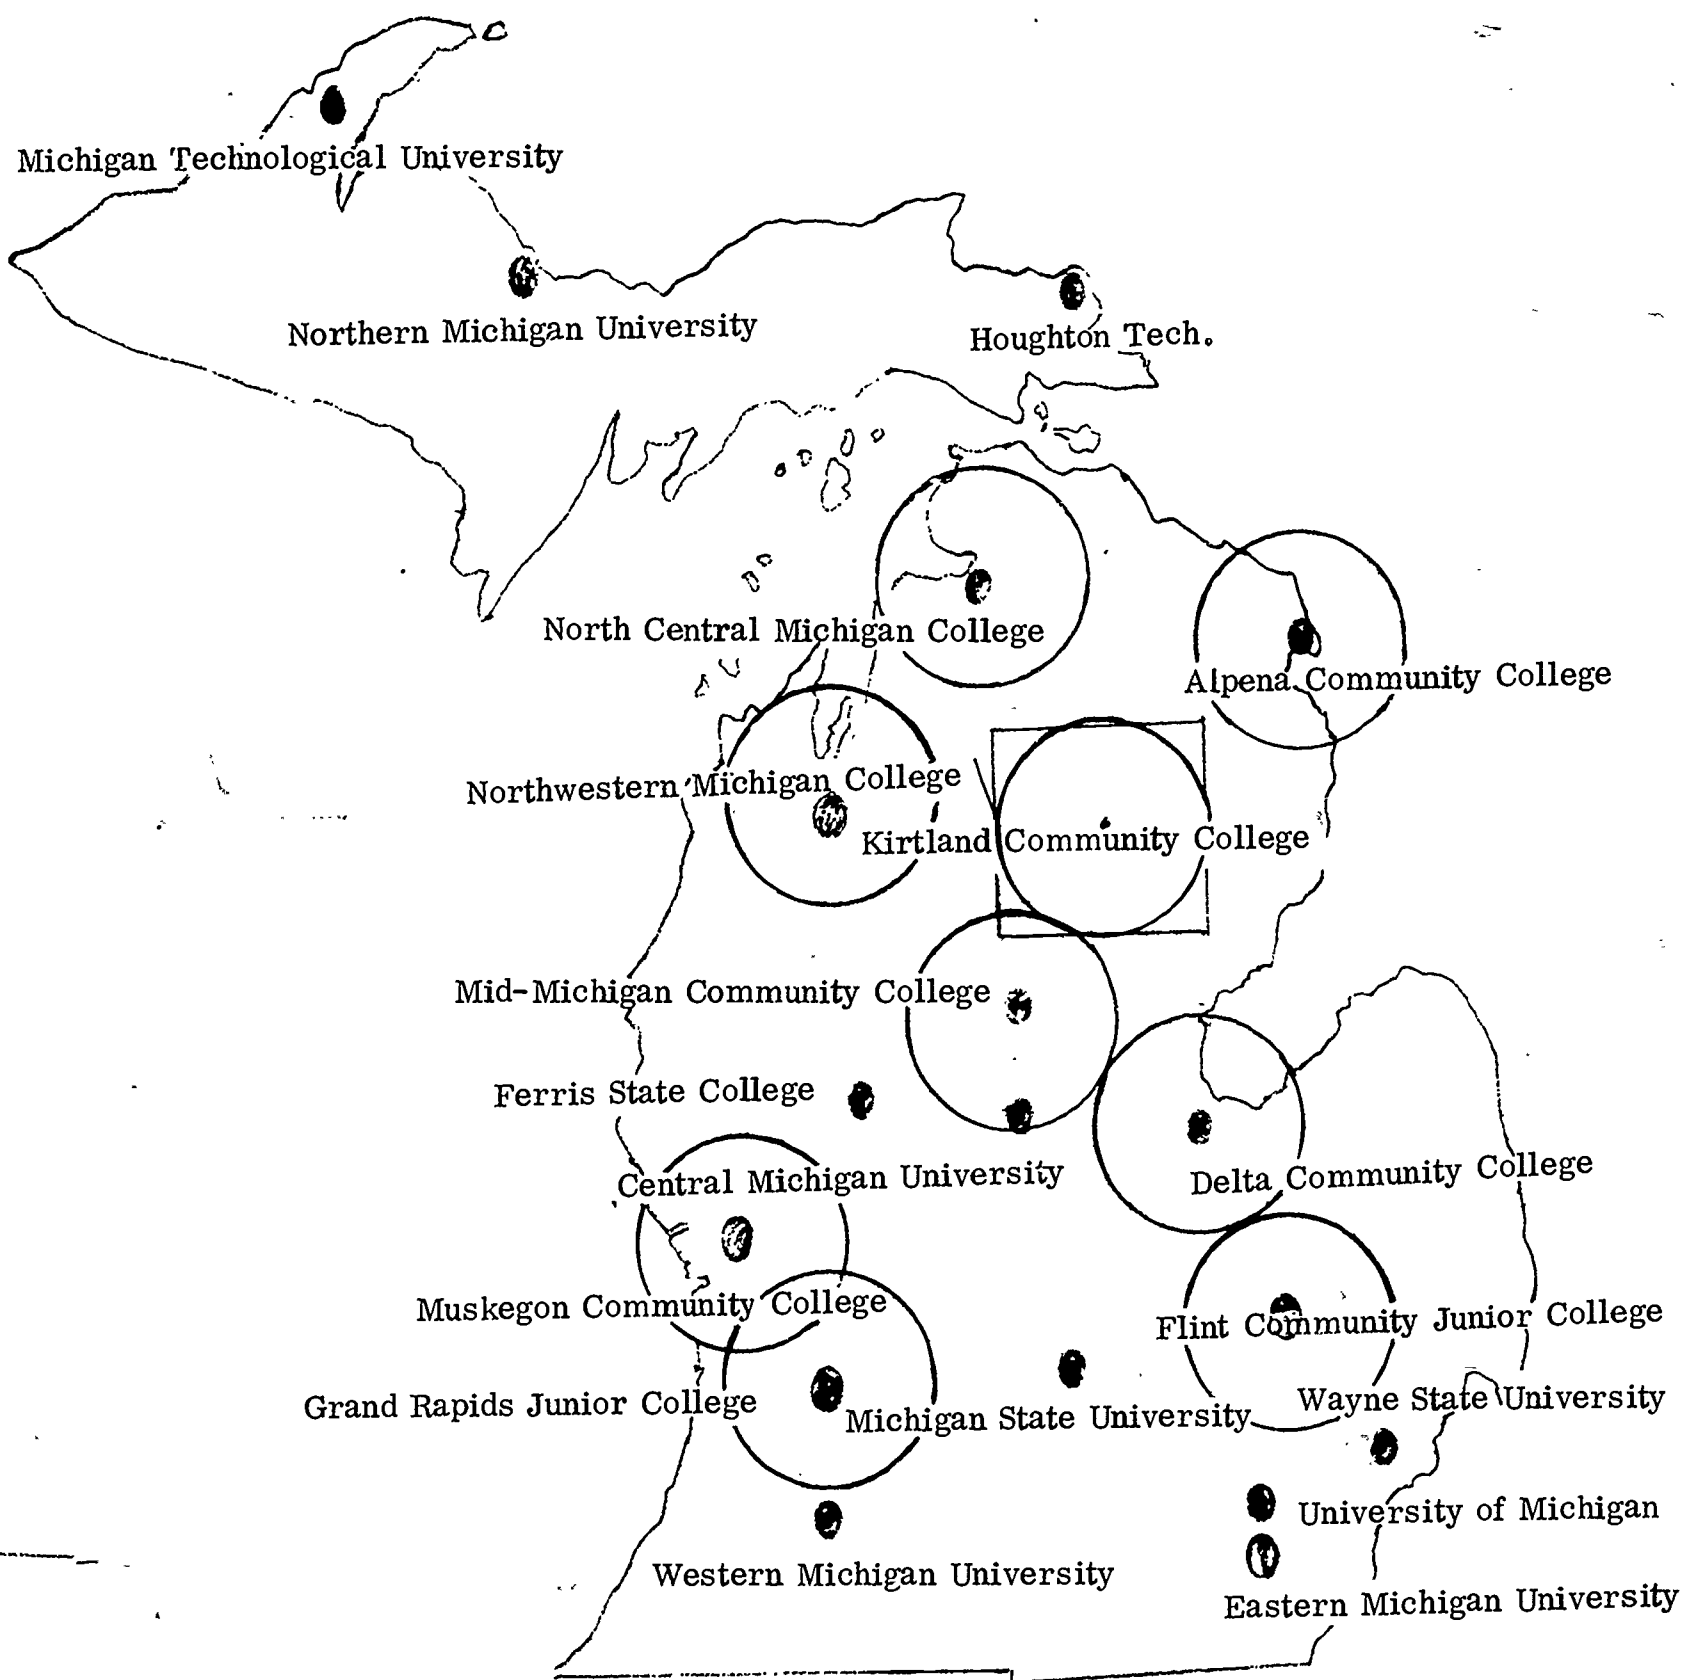 Michigan Technological University
Northern Michigan University
Houghton Tech.
North Central Michigan College
Alpena Community College
Northwestern Michigan College
Kirtland Community College
Mid-Michigan Community College
Ferris State College
Central Michigan University
Delta Community College
Muskegon Community College
Flint Community Junior College
Grand Rapids Junior College
Michigan State University
Wayne State University
University of Michigan
Western Michigan University
Eastern Michigan University